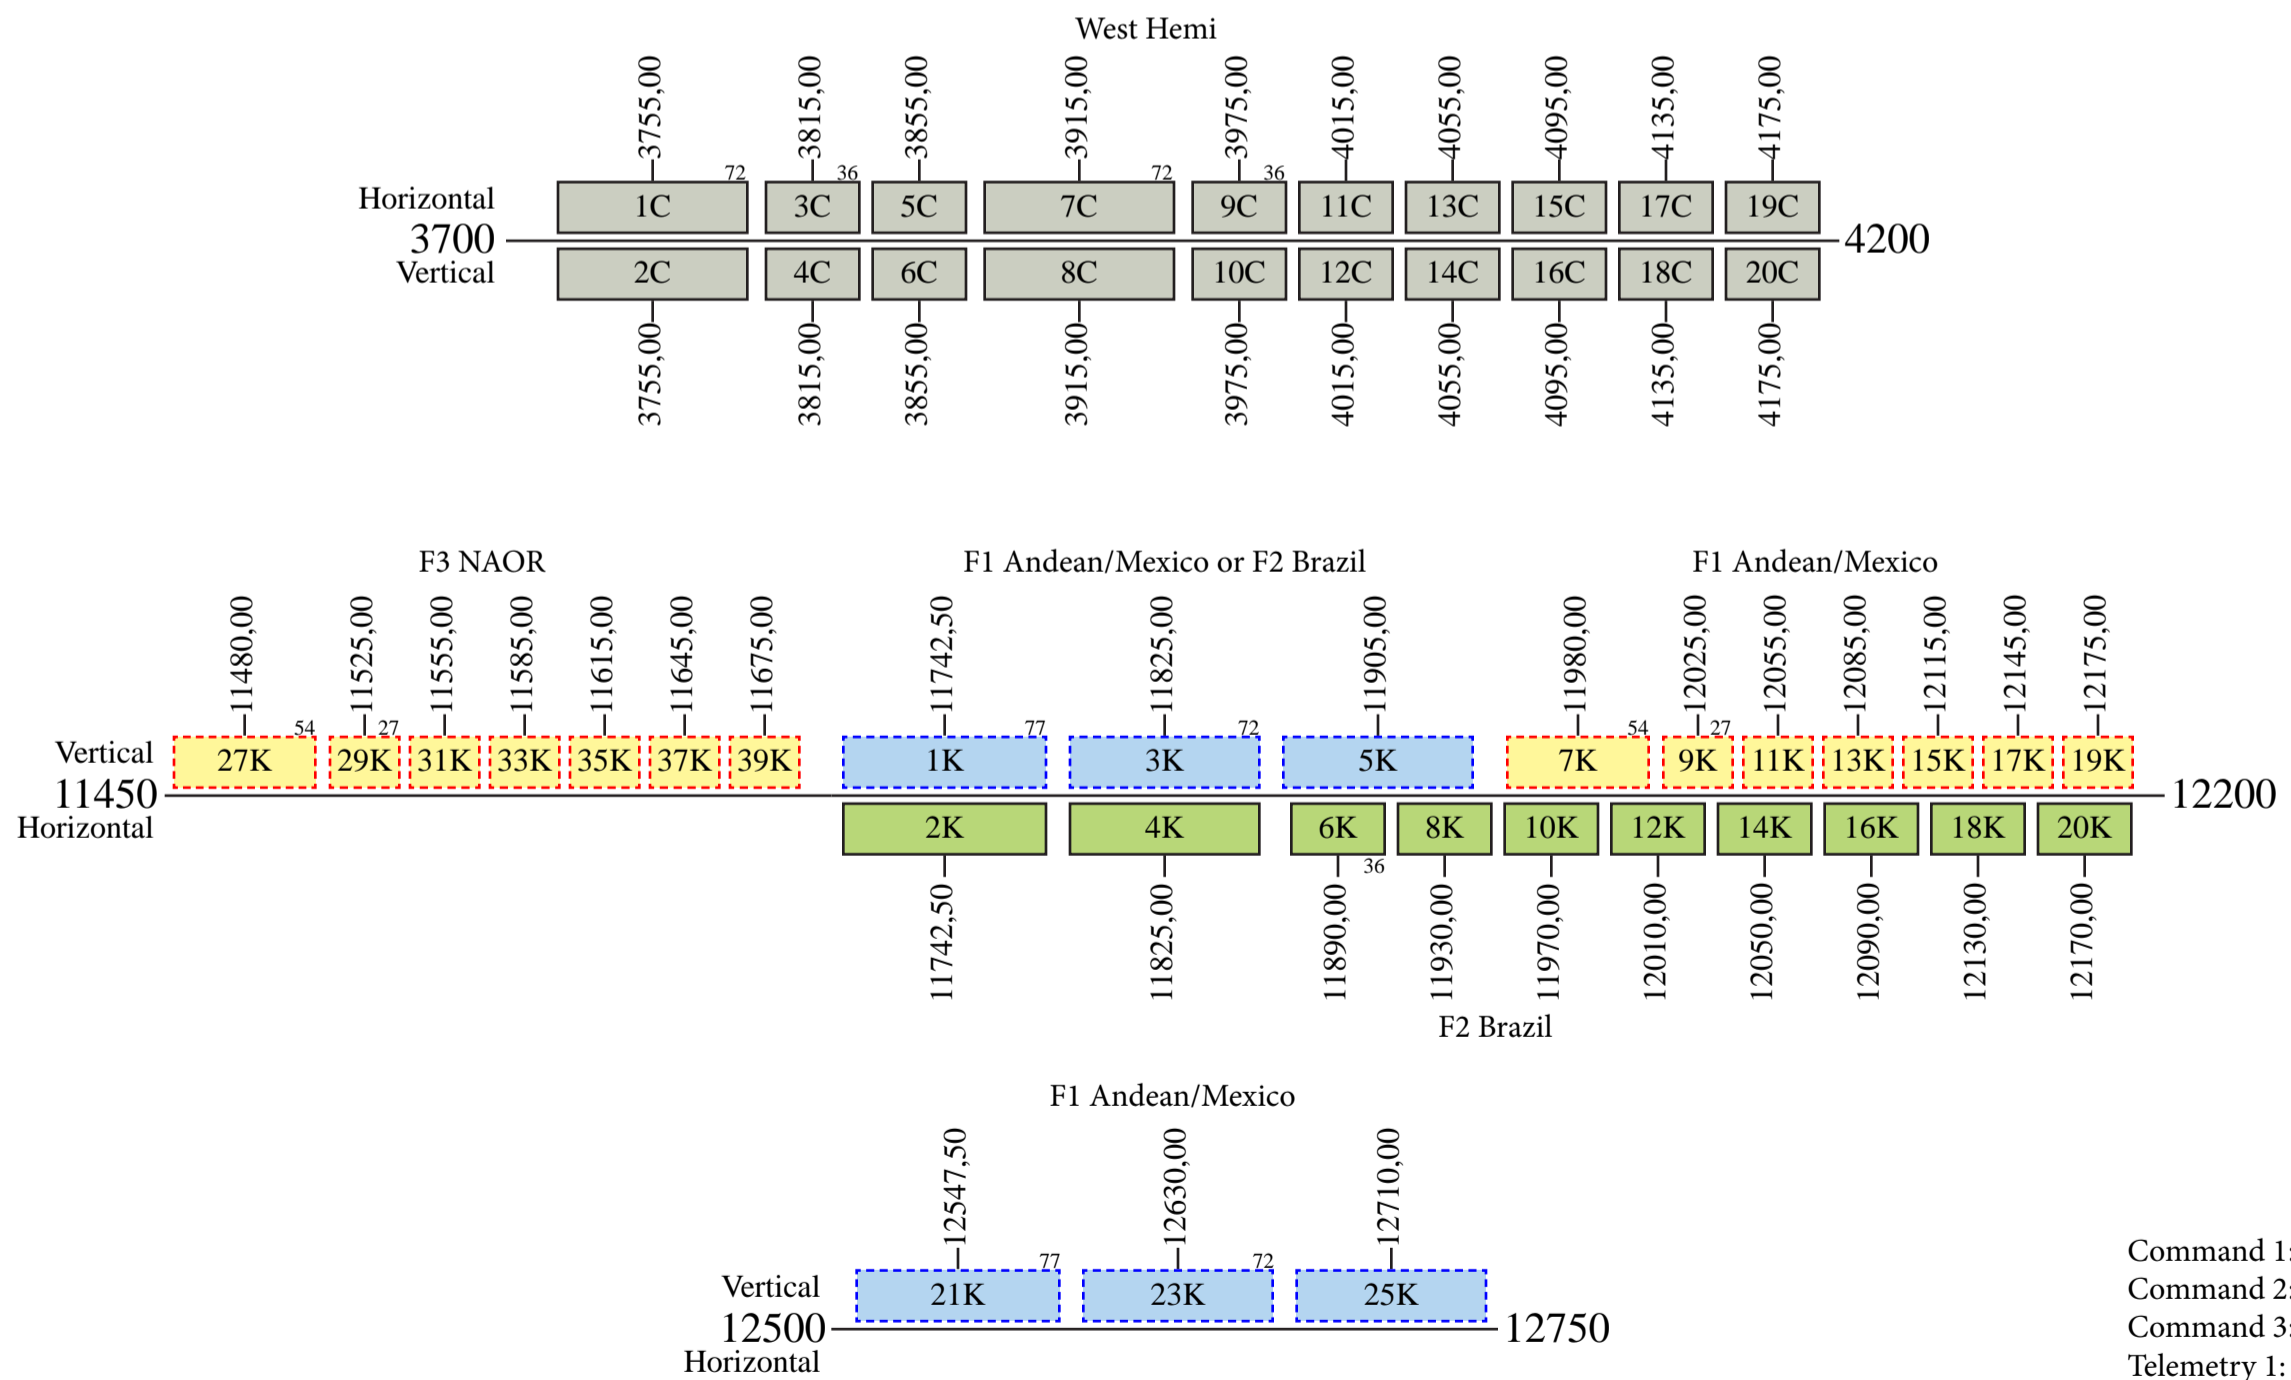 West Hemi
3755,00 3815,00 3855,00 3915,00 3975,00 4015,00 4055,00 4095,00 4135,00 4175,00
72 36 72 36
Horizontal 1C 3C 5C 7C 9C 11C 13C 15C 17C 19C
3700 4200
Vertical 2C 4C 6C 8C 10C 12C 14C 16C 18C 20C
3755,00 3815,00 3855,00 3915,00 3975,00 4015,00 4055,00 4095,00 4135,00 4175,00
F3 NAOR F1 Andean/Mexico or F2 Brazil F1 Andean/Mexico
11480,00 11525,00 11555,00 11585,00 11615,00 11645,00 11675,00 11742,50 11825,00 11905,00 11980,00 12025,00 12055,00 12085,00 12115,00 12145,00 12175,00
54 27 77 72 54 27
Vertical 27K 29K 31K 33K 35K 37K 39K 1K 3K 5K 7K 9K 11K 13K 15K 17K 19K
11450 12200
Horizontal 2K 4K 6K 8K 10K 12K 14K 16K 18K 20K
36
11742,50 11825,00 11890,00 11930,00 11970,00 12010,00 12050,00 12090,00 12130,00 12170,00
F2 Brazil
F1 Andean/Mexico
12547,50 12630,00 12710,00
77 72
Vertical 21K 23K 25K
12500 12750
Horizontal
Command 1:
Command 2:
Command 3:
Telemetry 1: